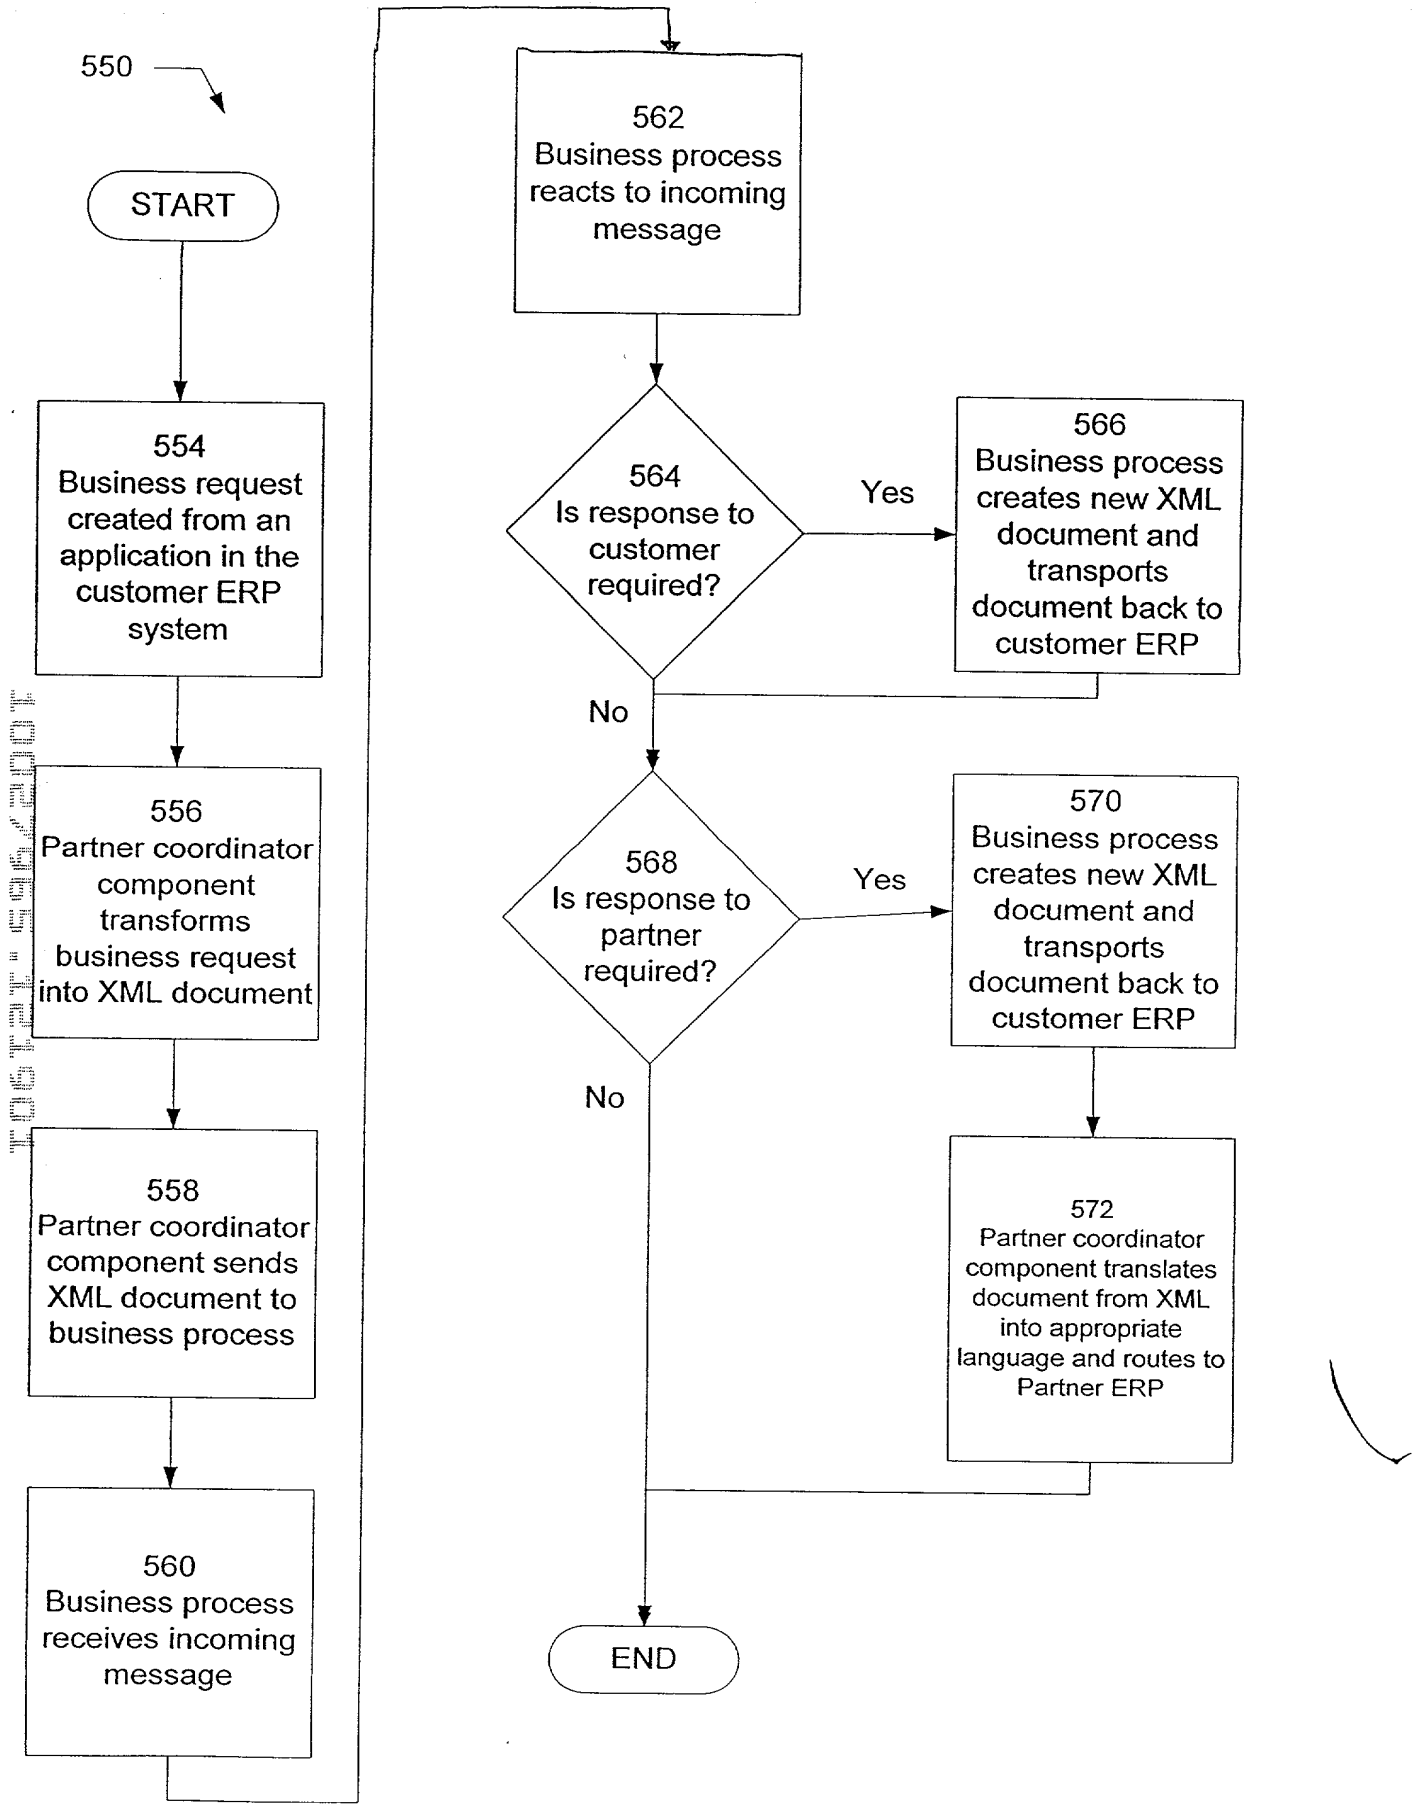 550
START
554
Business request
created from an
application in the
customer ERP
system
556
Partner coordinator
component
transforms
business request
into XML document
558
Partner coordinator
component sends
XML document to
business process
560
Business process
receives incoming
message
562
Business process
reacts to incoming
message
564
Is response to
customer
required?
Yes
566
Business process
creates new XML
document and
transports
document back to
customer ERP
No
568
Is response to
partner
required?
Yes
570
Business process
creates new XML
document and
transports
document back to
customer ERP
572
Partner coordinator
component translates
document from XML
into appropriate
language and routes to
Partner ERP
No
END